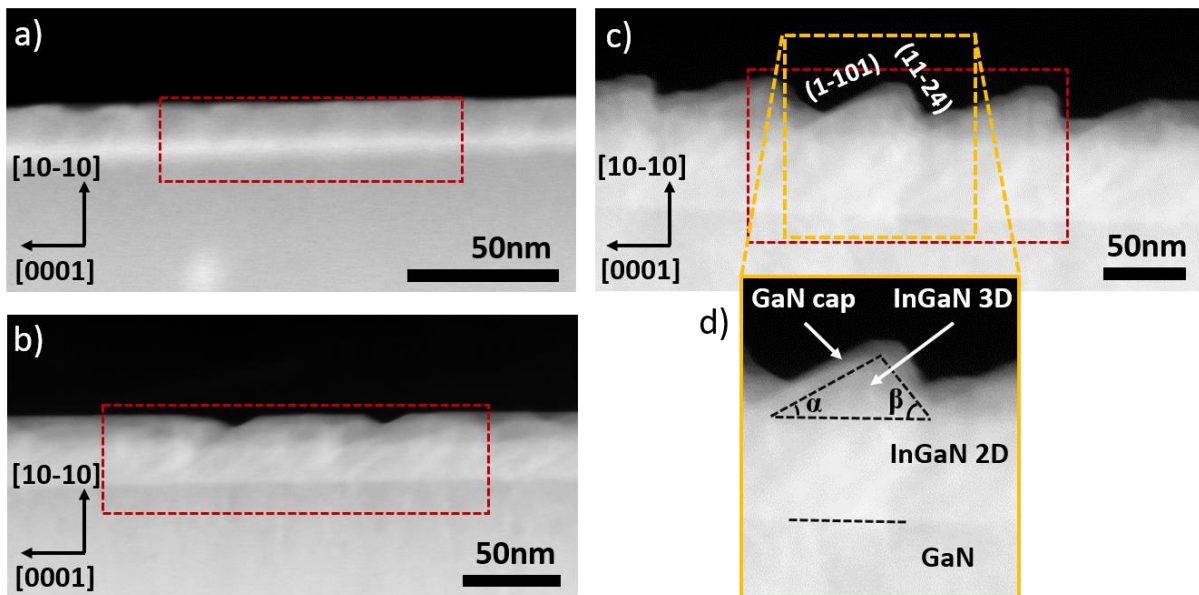 a)
[10-10]
[0001]
50nm
b)
[10-10]
[0001]
50nm
c)
(1-101)
(11-24)
[10-10]
[0001]
50nm
d)
GaN cap
InGaN 3D
α
β
InGaN 2D
GaN